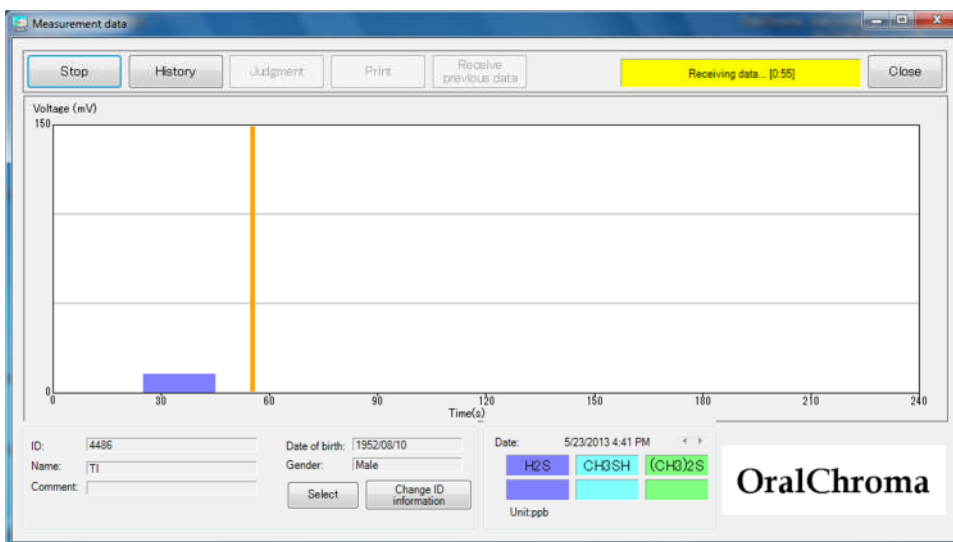 Measurement data
Stop
History
Judgment
Print
Receive
previous data
Receiving data... [0:55]
Close
Voltage (mV)
150
0
0 30 60 90 120 150 180 210 240
Time(s)
ID: 4486
Name: TI
Comment:
Date of birth: 1952/08/10
Gender: Male
Select
Change ID
information
Date: 5/23/2013 4:41 PM
H2S CH3SH (CH3)2S
Unit:ppb
OralChroma